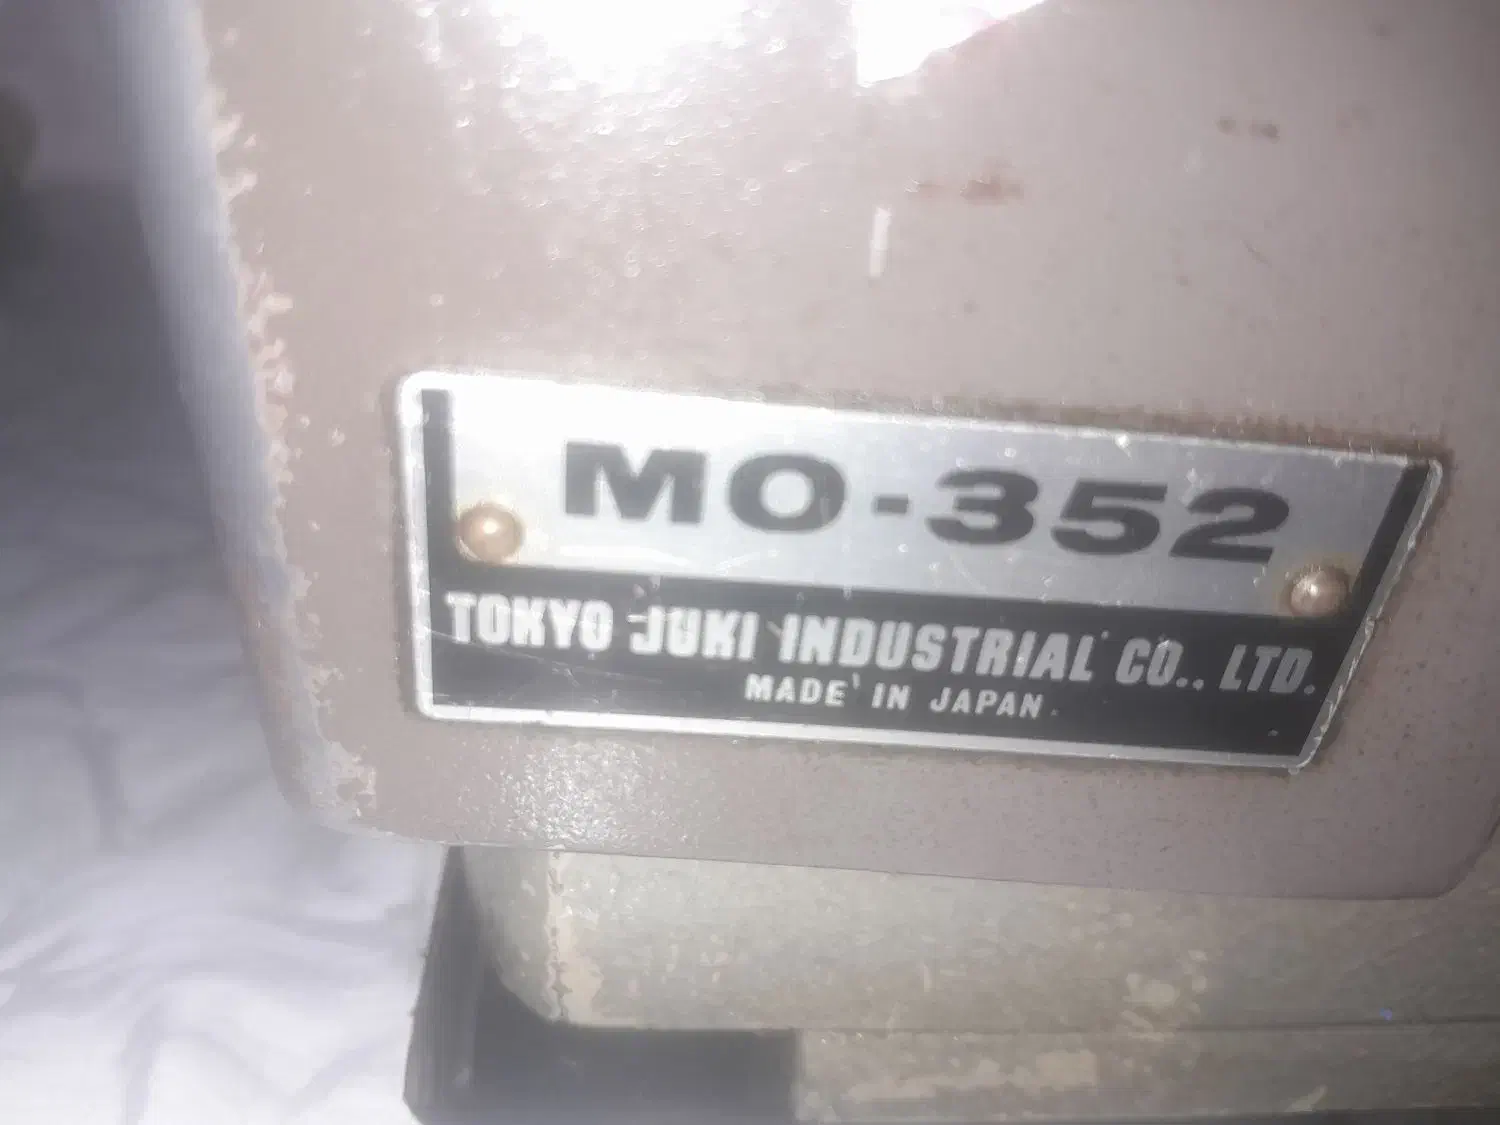 MO-352
TOKYO JUKI INDUSTRIAL CO., LTD.
MADE IN JAPAN